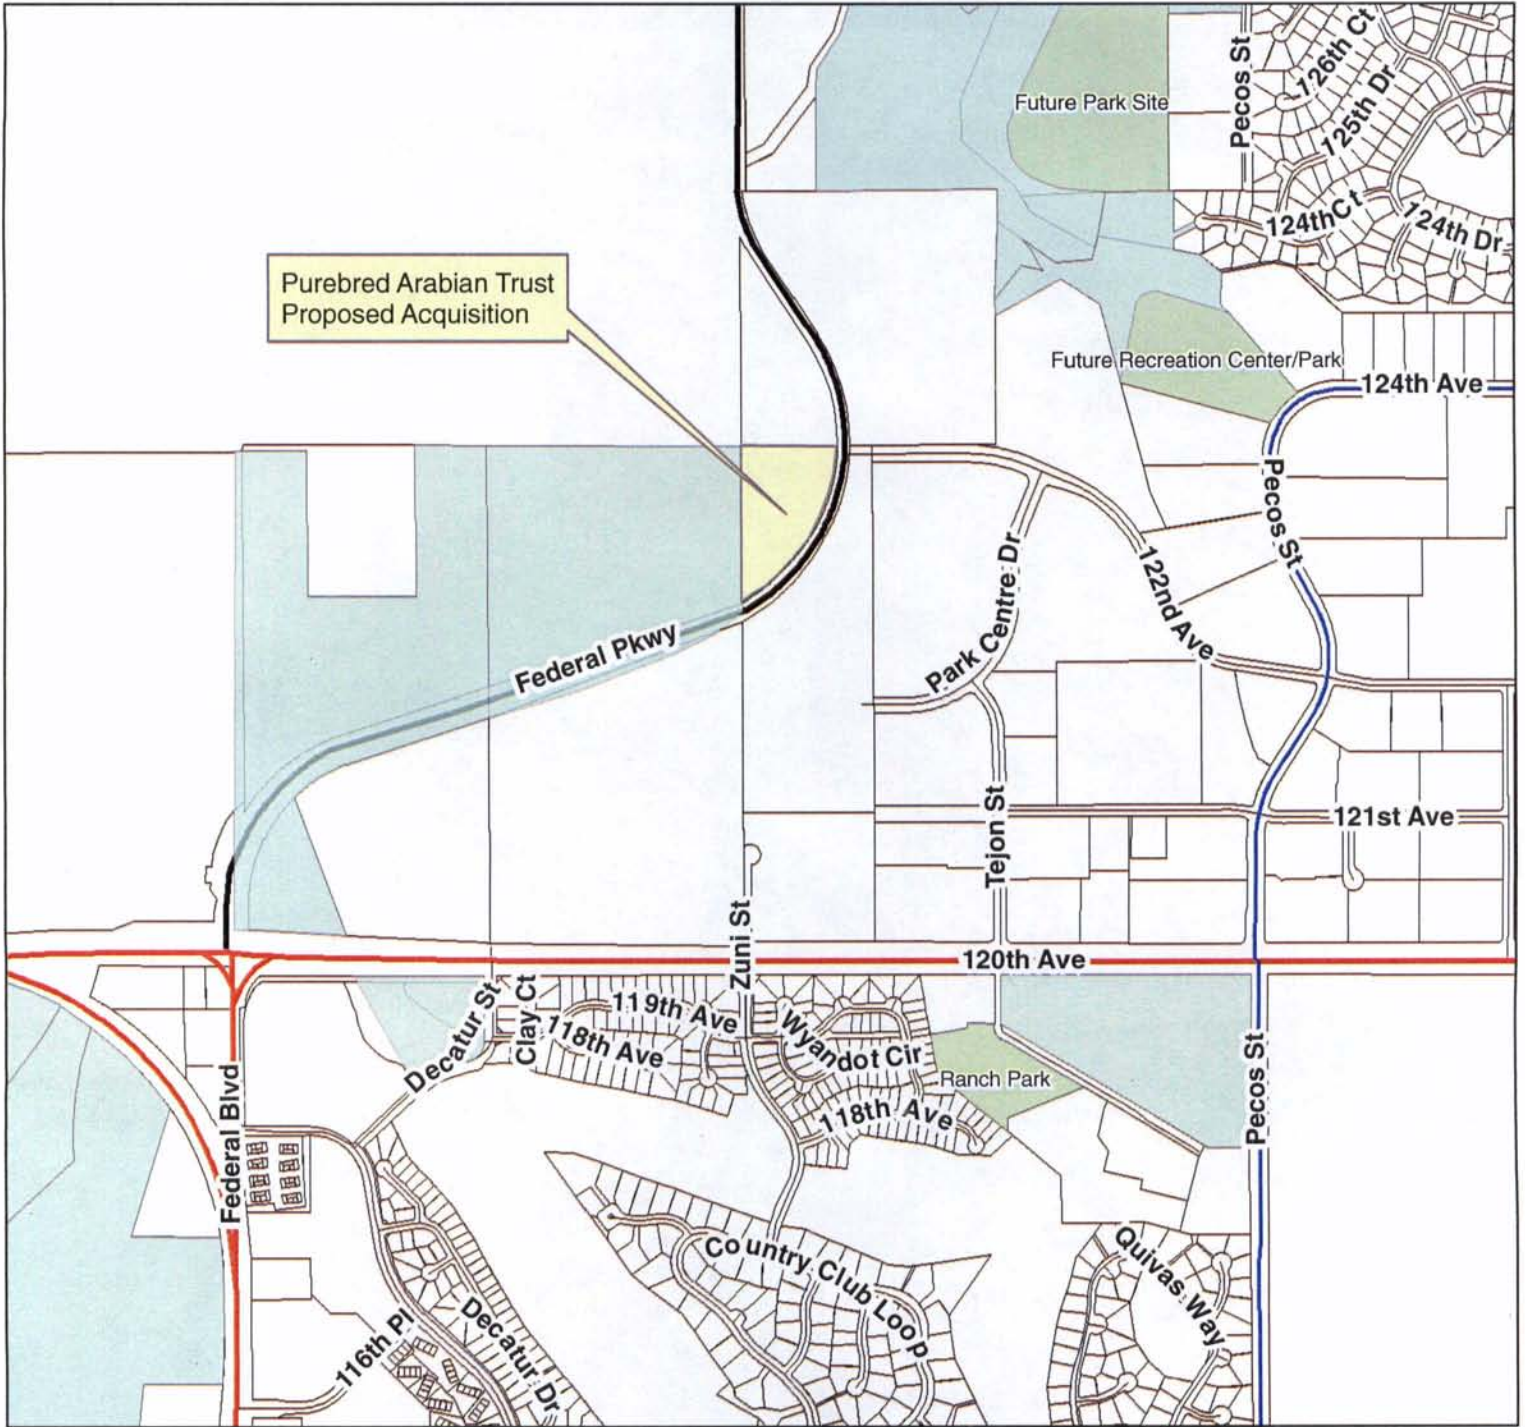 Pecos St
126th Ct
125th Dr
Future Park Site
124th Ct
124th Dr
Purebred Arabian Trust
Proposed Acquisition
Future Recreation Center/Park
124th Ave
Pecos St
Park Centre Dr
122nd Ave
Federal Pkwy
Tejon St
121st Ave
Zuni St
120th Ave
Decatur St
Clay Ct
119th Ave
118th Ave
Wyandot Cir
Ranch Park
118th Ave
Federal Blvd
Pecos St
Country Club Loop
Quivas Way
116th Pl
Decatur Dr